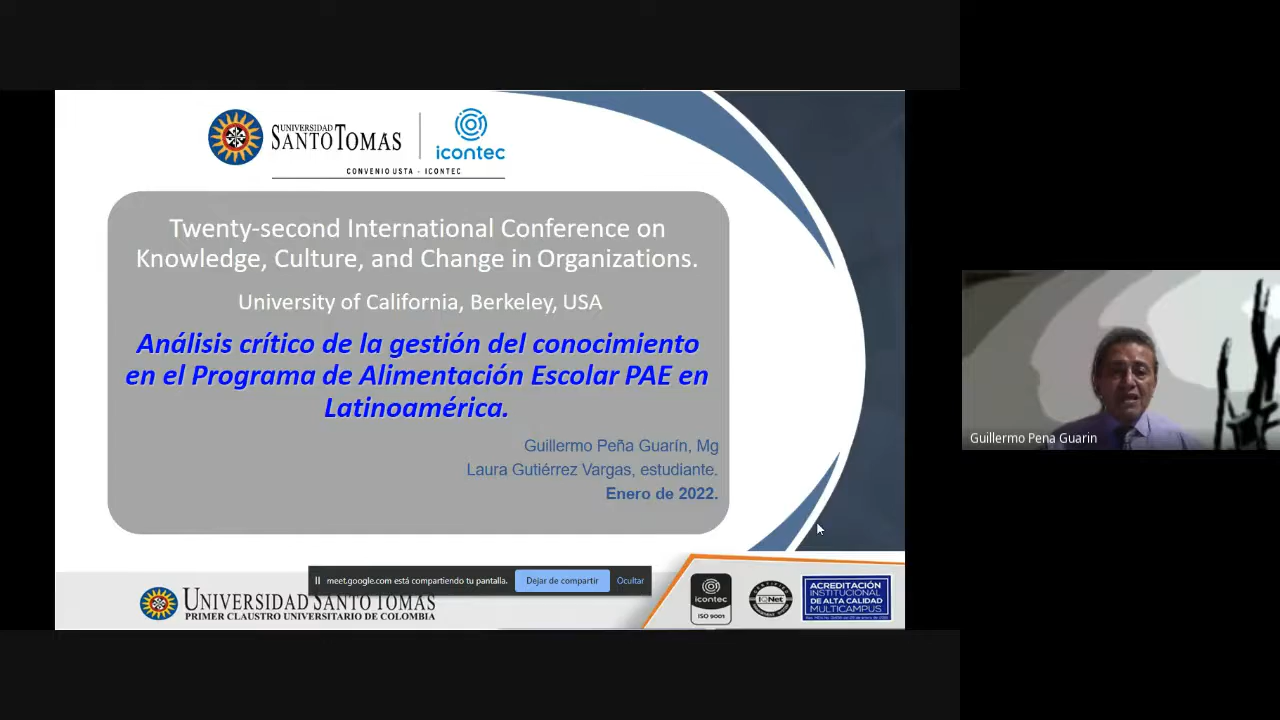 UNIVERSIDAD
SANTO TOMAS
icontec
CONVENIO USTA - ICONTEC
Twenty-second International Conference on
Knowledge, Culture, and Change in Organizations.
University of California, Berkeley, USA
Análisis crítico de la gestión del conocimiento
en el Programa de Alimentación Escolar PAE en
Latinoamérica.
Guillermo Peña Guarín, Mg
Laura Gutiérrez Vargas, estudiante.
Enero de 2022.
Guillermo Pena Guarin
meet.google.com está compartiendo tu pantalla.
Dejar de compartir
Ocultar
UNIVERSIDAD SANTO TOMAS
PRIMER CLAUSTRO UNIVERSITARIO DE COLOMBIA
icontec
ISO 9001
IQNet
ACREDITACIÓN
INSTITUCIONAL
DE ALTA CALIDAD
MULTICAMPUS